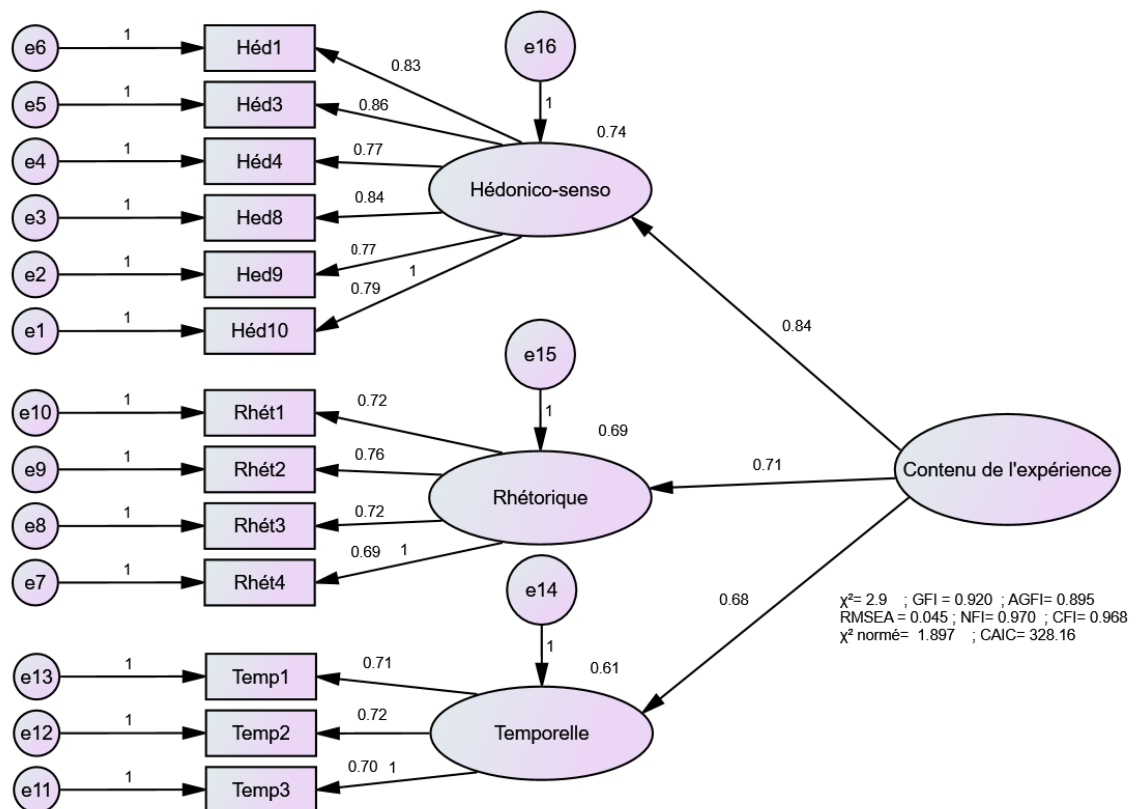 e6
1
Héd1
e5
1
Héd3
e4
1
Héd4
e3
1
Hed8
e2
1
Hed9
e1
1
Héd10
0.83
0.86
0.77
0.84
0.77
1
0.79
e16
1
0.74
Hédonico-senso
0.84
e10
1
Rhét1
e9
1
Rhét2
e8
1
Rhét3
e7
1
Rhét4
0.72
0.76
0.72
0.69 1
e15
1
0.69
Rhétorique
0.71
Contenu de l'expérience
e13
1
Temp1
e12
1
Temp2
e11
1
Temp3
0.71
0.72
0.70 1
e14
1
0.61
Temporelle
0.68
χ²= 2.9 ; GFI = 0.920 ; AGFI= 0.895
RMSEA = 0.045 ; NFI= 0.970 ; CFI= 0.968
χ² normé= 1.897 ; CAIC= 328.16